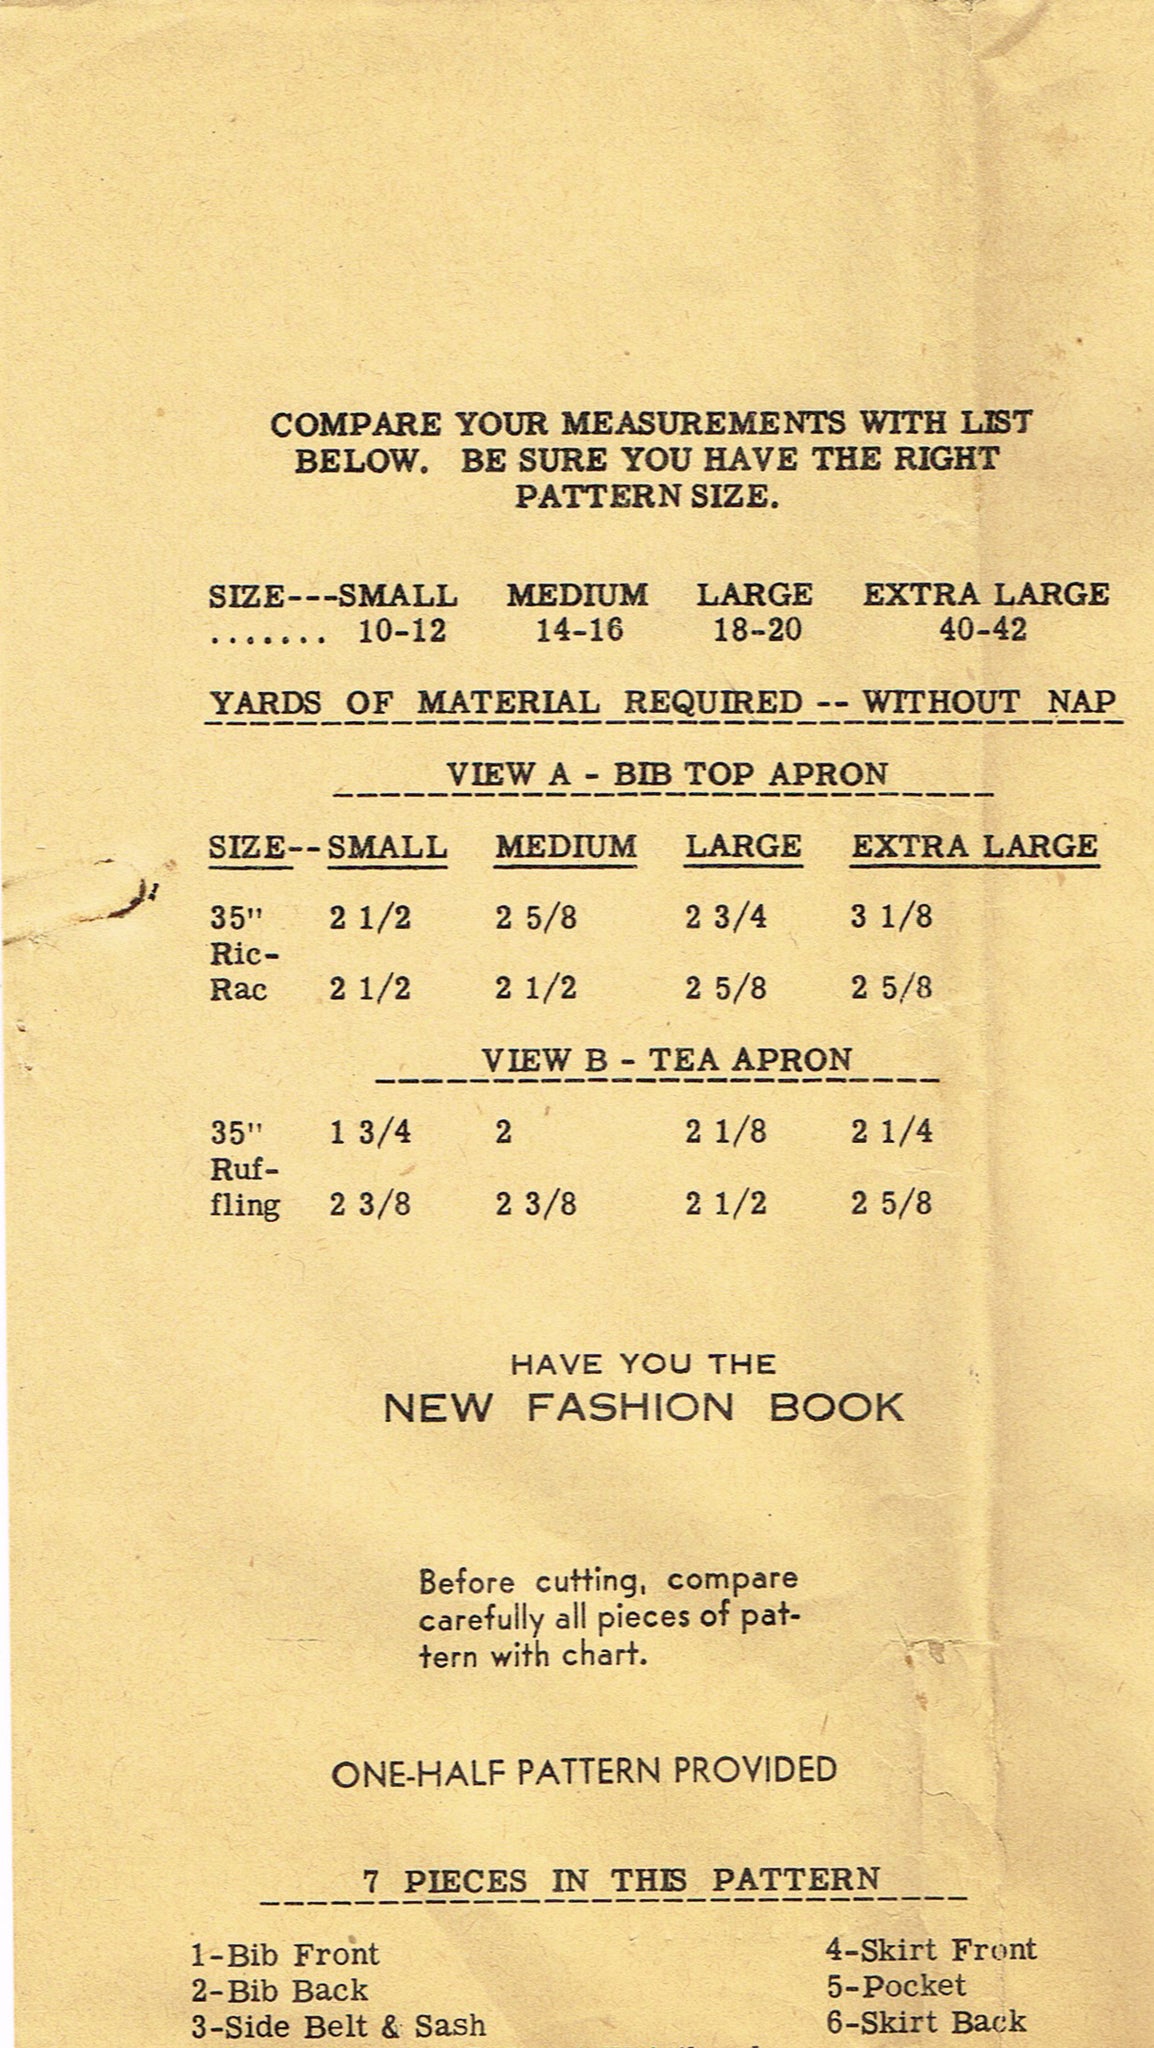 COMPARE YOUR MEASUREMENTS WITH LIST
BELOW. BE SURE YOU HAVE THE RIGHT
PATTERN SIZE.
SIZE---SMALL MEDIUM LARGE EXTRA LARGE
....... 10-12 14-16 18-20 40-42
YARDS OF MATERIAL REQUIRED -- WITHOUT NAP
VIEW A - BIB TOP APRON
SIZE-- SMALL MEDIUM LARGE EXTRA LARGE
35" 2 1/2 2 5/8 2 3/4 3 1/8
Ric-
Rac 2 1/2 2 1/2 2 5/8 2 5/8
VIEW B - TEA APRON
35" 1 3/4 2 2 1/8 2 1/4
Ruf-
fling 2 3/8 2 3/8 2 1/2 2 5/8
HAVE YOU THE
NEW FASHION BOOK
Before cutting, compare
carefully all pieces of pat-
tern with chart.
ONE-HALF PATTERN PROVIDED
7 PIECES IN THIS PATTERN
1-Bib Front 4-Skirt Front
2-Bib Back 5-Pocket
3-Side Belt & Sash 6-Skirt Back